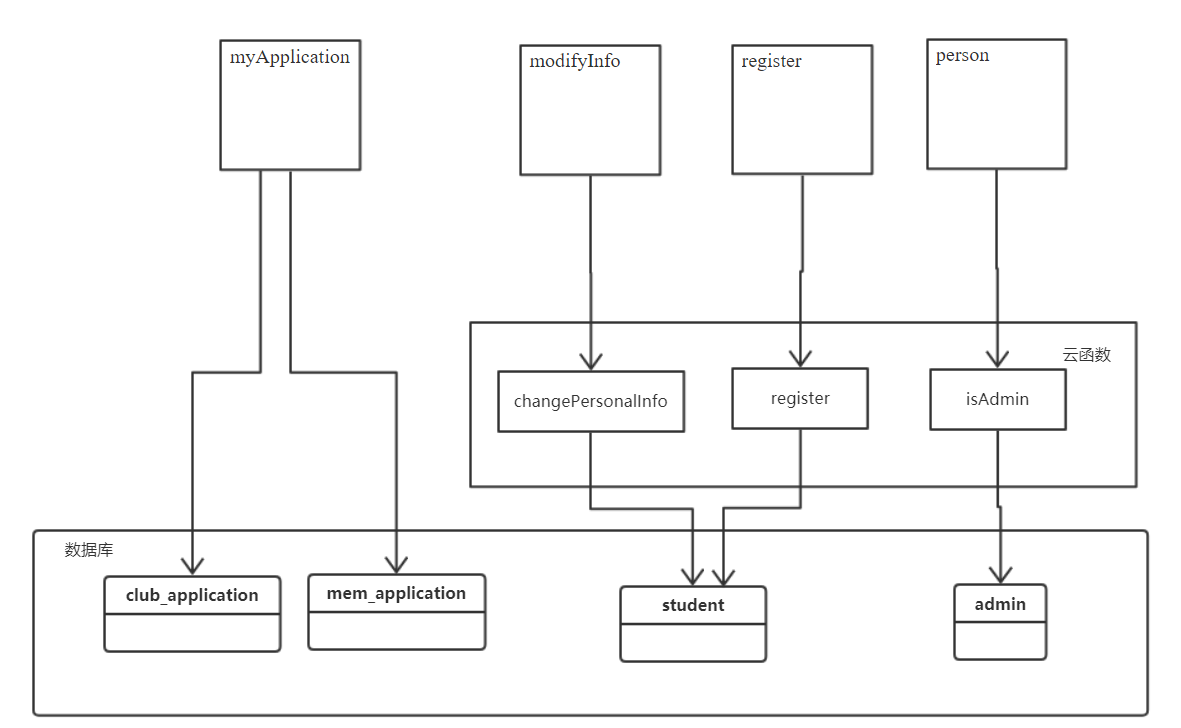 myApplication
modifyInfo
register
person
云函数
changePersonalInfo
register
isAdmin
数据库
club_application
mem_application
student
admin